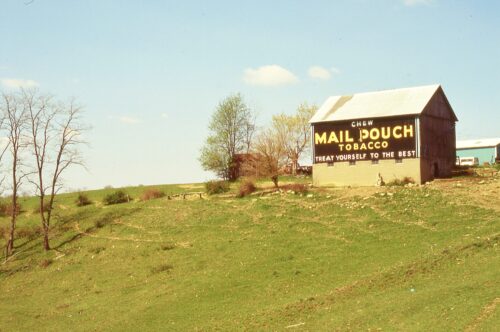 CHEW
MAIL POUCH
TOBACCO
TREAT YOURSELF TO THE BEST